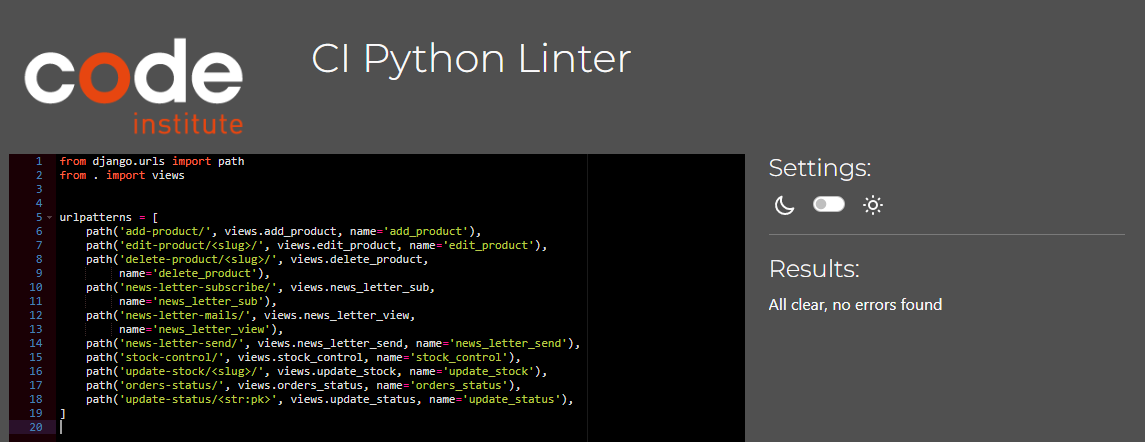 code
institute
CI Python Linter
1 from django.urls import path
2 from . import views
3
4
5 urlpatterns = [
6     path('add-product/', views.add_product, name='add_product'),
7     path('edit-product/<slug>/', views.edit_product, name='edit_product'),
8     path('delete-product/<slug>/', views.delete_product,
9          name='delete_product'),
10     path('news-letter-subscribe/', views.news_letter_sub,
11          name='news_letter_sub'),
12     path('news-letter-mails/', views.news_letter_view,
13          name='news_letter_view'),
14     path('news-letter-send/', views.news_letter_send, name='news_letter_send'),
15     path('stock-control/', views.stock_control, name='stock_control'),
16     path('update-stock/<slug>/', views.update_stock, name='update_stock'),
17     path('orders-status/', views.orders_status, name='orders_status'),
18     path('update-status/<str:pk>', views.update_status, name='update_status'),
19 ]
20
Settings:
Results:
All clear, no errors found